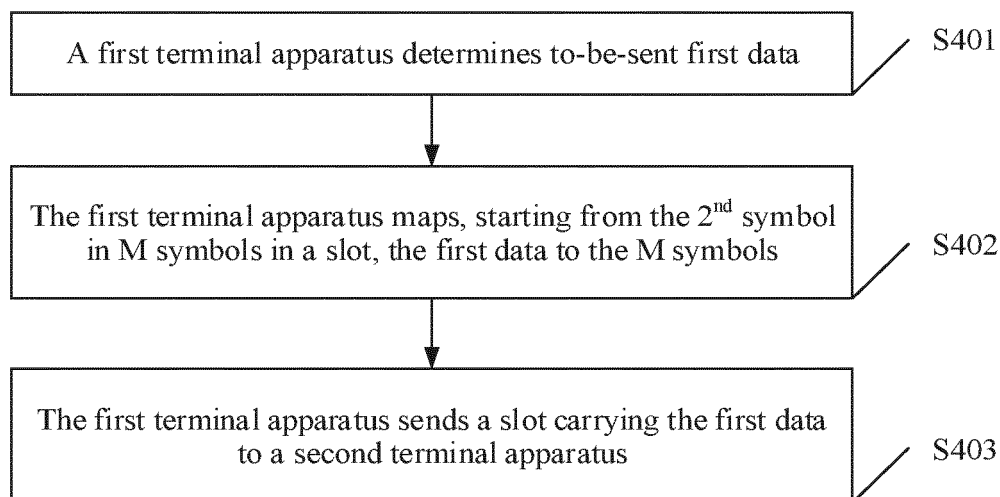 A first terminal apparatus determines to-be-sent first data
S401
The first terminal apparatus maps, starting from the 2nd symbol
in M symbols in a slot, the first data to the M symbols
S402
The first terminal apparatus sends a slot carrying the first data
to a second terminal apparatus
S403